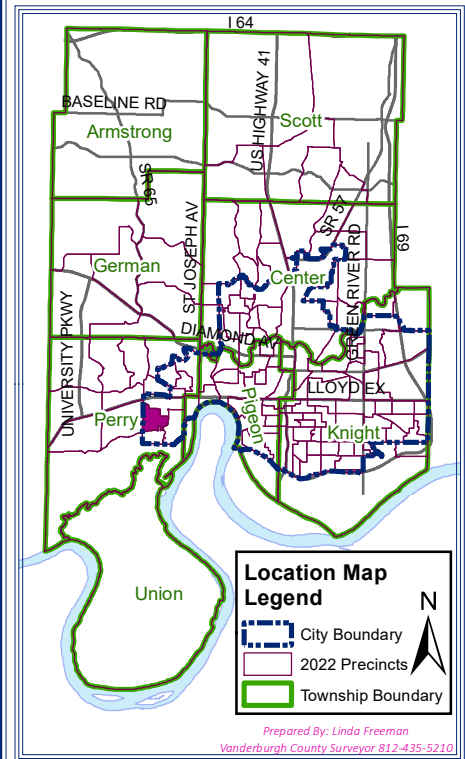 I 64
US HIGHWAY 41
BASELINE RD
Armstrong
Scott
SR 65
ST JOSEPH AV
SR 57
I 69
German
Center
GREEN RIVER RD
UNIVERSITY PKWY
DIAMOND AV
LLOYD EX
Perry
Pigeon
Knight
Union
Location Map
Legend
N
City Boundary
2022 Precincts
Township Boundary
Prepared By: Linda Freeman
Vanderburgh County Surveyor 812-435-5210